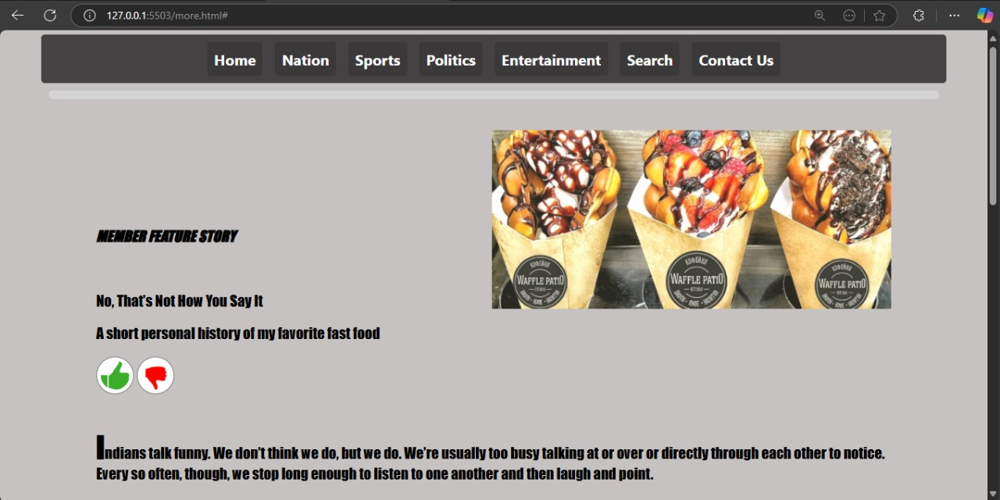 127.0.0.1:5503/more.html#
Home Nation Sports Politics Entertainment Search Contact Us
КОФЕЙНЯ КОФЕЙНЯ
WAFFLE PATIO WAFFLE PATIO WAFFLE PATIO
MEMBER FEATURE STORY
No, That’s Not How You Say It
A short personal history of my favorite fast food
Indians talk funny. We don’t think we do, but we do. We’re usually too busy talking at or over or directly through each other to notice.
Every so often, though, we stop long enough to listen to one another and then laugh and point.